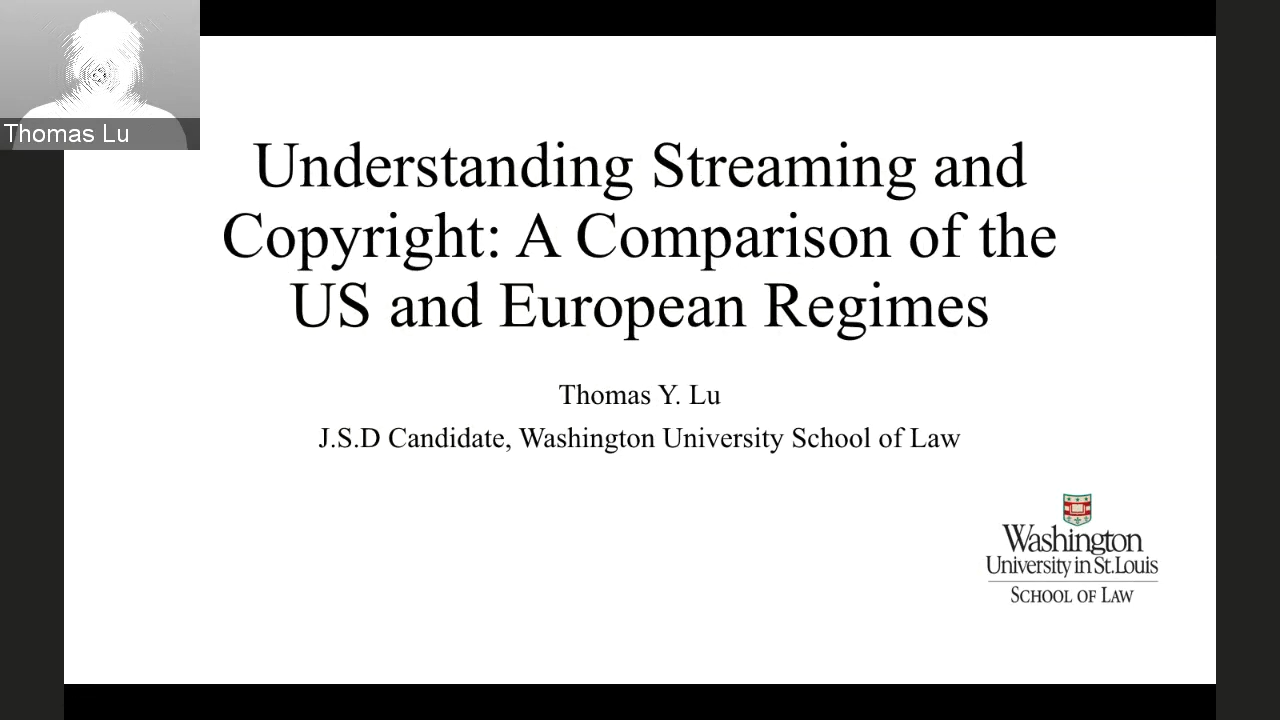 Thomas Lu
Understanding Streaming and
Copyright: A Comparison of the
US and European Regimes
Thomas Y. Lu
J.S.D Candidate, Washington University School of Law
Washington
University in St. Louis
SCHOOL OF LAW